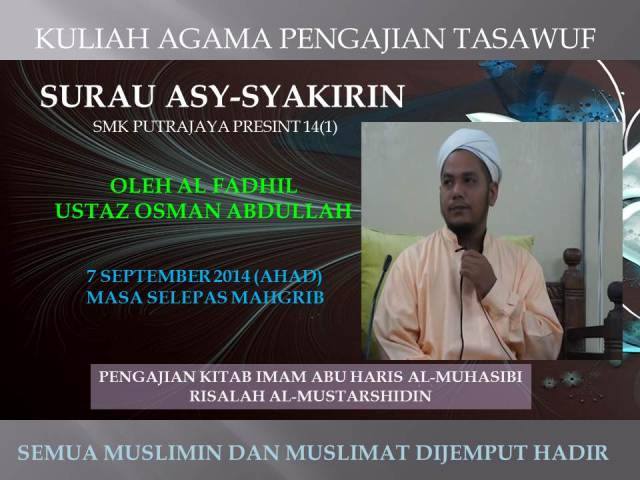 KULIAH AGAMA PENGAJIAN TASAWUF
SURAU ASY-SYAKIRIN
SMK PUTRAJAYA PRESINT 14(1)
OLEH AL FADHIL
USTAZ OSMAN ABDULLAH
7 SEPTEMBER 2014 (AHAD)
MASA SELEPAS MAHGRIB
PENGAJIAN KITAB IMAM ABU HARIS AL-MUHASIBI
RISALAH AL-MUSTARSHIDIN
SEMUA MUSLIMIN DAN MUSLIMAT DIJEMPUT HADIR